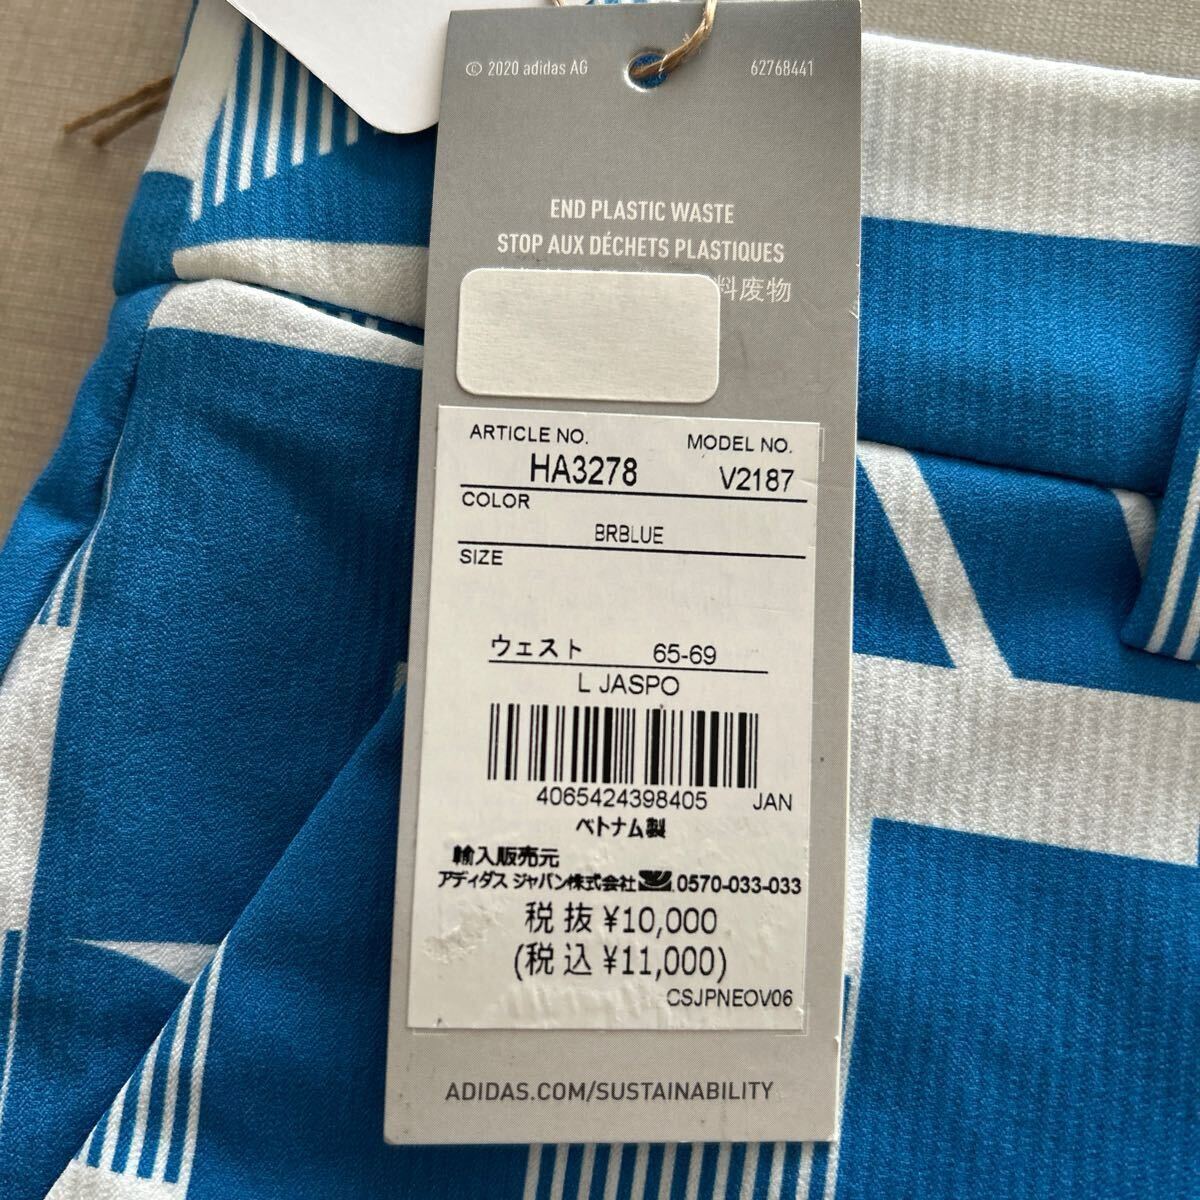 © 2020 adidas AG 62768441
END PLASTIC WASTE
STOP AUX DÉCHETS PLASTIQUES
料废物
ARTICLE NO. MODEL NO.
HA3278 V2187
COLOR
BRBLUE
SIZE
ウェスト 65-69
L JASPO
4065424398405 JAN
ベトナム製
輸入販売元
アディダス ジャパン株式会社 0570-033-033
税抜 ¥10,000
(税込 ¥11,000)
CSJPNEOV06
ADIDAS.COM/SUSTAINABILITY